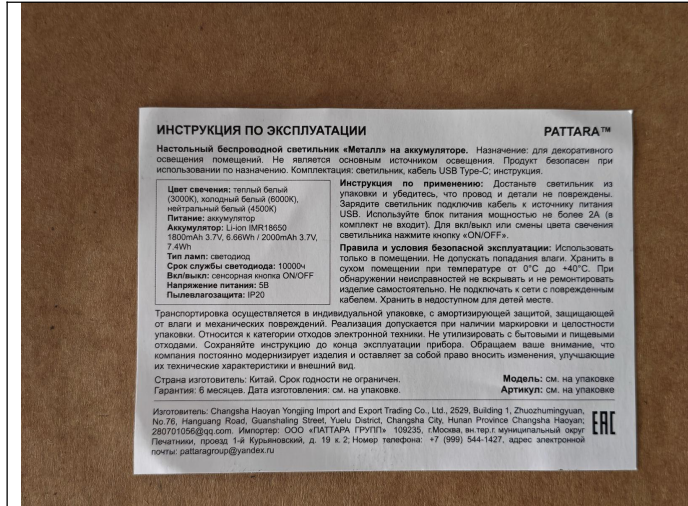 ИНСТРУКЦИЯ ПО ЭКСПЛУАТАЦИИ PATTARA™
Настольный беспроводной светильник «Металл» на аккумуляторе. Назначение: для декоративного
освещения помещений. Не является основным источником освещения. Продукт безопасен при
использовании по назначению. Комплектация: светильник, кабель USB Type-C; инструкция.
Цвет свечения: теплый белый
(3000К), холодный белый (6000К),
нейтральный белый (4500К)
Питание: аккумулятор
Аккумулятор: Li-ion IMR18650
1800mAh 3.7V, 6.66Wh / 2000mAh 3.7V,
7.4Wh
Тип ламп: светодиод
Срок службы светодиода: 10000ч
Вкл/выкл: сенсорная кнопка ON/OFF
Напряжение питания: 5В
Пылевлагозащита: IP20
Инструкция по применению: Достаньте светильник из
упаковки и убедитесь, что провод и детали не повреждены.
Зарядите светильник подключив кабель к источнику питания
USB. Используйте блок питания мощностью не более 2А (в
комплект не входит). Для вкл/выкл или смены цвета свечения
светильника нажмите кнопку «ON/OFF».
Правила и условия безопасной эксплуатации: Использовать
только в помещении. Не допускать попадания влаги. Хранить в
сухом помещении при температуре от 0°С до +40°С. При
обнаружении неисправностей не вскрывать и не ремонтировать
изделие самостоятельно. Не подключать к сети с поврежденным
кабелем. Хранить в недоступном для детей месте.
Транспортировка осуществляется в индивидуальной упаковке, с амортизирующей защитой, защищающей
от влаги и механических повреждений. Реализация допускается при наличии маркировки и целостности
упаковки. Относится к категории отходов электронной техники. Не утилизировать с бытовыми и пищевыми
отходами. Сохраняйте инструкцию до конца эксплуатации прибора. Обращаем ваше внимание, что
компания постоянно модернизирует изделия и оставляет за собой право вносить изменения, улучшающие
их технические характеристики и внешний вид.
Страна изготовитель: Китай. Срок годности не ограничен. Модель: см. на упаковке
Гарантия: 6 месяцев. Дата изготовления: см. на упаковке. Артикул: см. на упаковке
Изготовитель: Changsha Haoyan Yongjing Import and Export Trading Co., Ltd., 2529, Building 1, Zhuozhumingyuan,
No.76, Hanguang Road, Guanshaling Street, Yuelu District, Changsha City, Hunan Province Changsha Haoyan;
280701056@qq.com. Импортер: ООО «ПАТТАРА ГРУПП» 109235, г.Москва, вн.тер.г. муниципальный округ
Печатники, проезд 1-й Курьяновский, д. 19 к. 2; Номер телефона: +7 (999) 544-1427, адрес электронной
почты: pattaragroup@yandex.ru
EAC